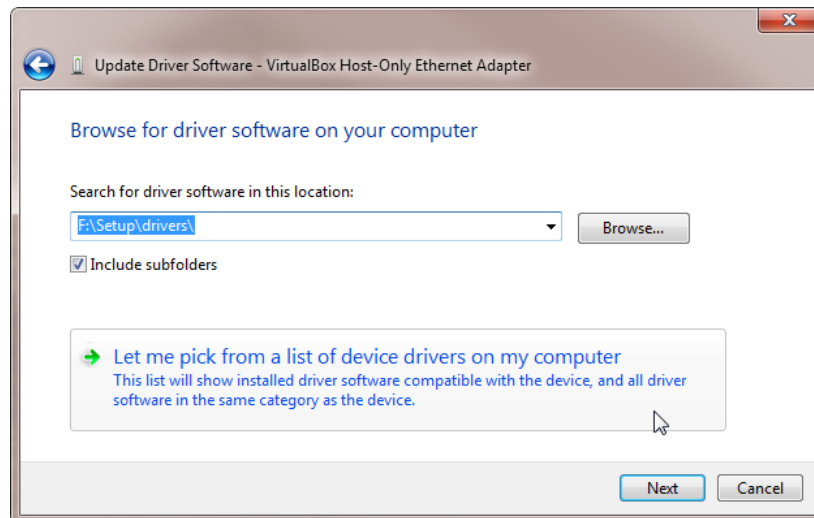 Update Driver Software - VirtualBox Host-Only Ethernet Adapter
Browse for driver software on your computer
Search for driver software in this location:
F:\Setup\drivers\
Browse...
Include subfolders
Let me pick from a list of device drivers on my computer
This list will show installed driver software compatible with the device, and all driver
software in the same category as the device.
Next
Cancel